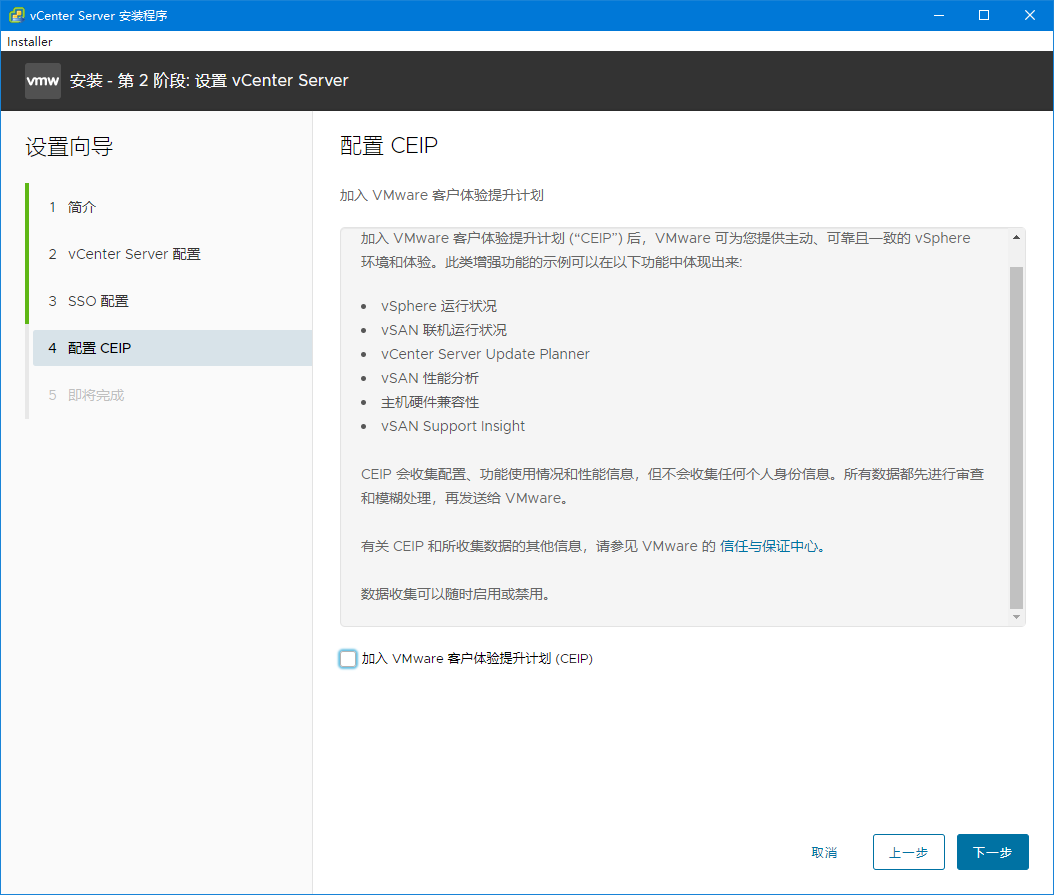 vCenter Server 安装程序
Installer
vmw 安装 - 第 2 阶段: 设置 vCenter Server
设置向导
1 简介
2 vCenter Server 配置
3 SSO 配置
4 配置 CEIP
5 即将完成
配置 CEIP
加入 VMware 客户体验提升计划
加入 VMware 客户体验提升计划 (“CEIP”) 后，VMware 可为您提供主动、可靠且一致的 vSphere
环境和体验。此类增强功能的示例可以在以下功能中体现出来:
• vSphere 运行状况
• vSAN 联机运行状况
• vCenter Server Update Planner
• vSAN 性能分析
• 主机硬件兼容性
• vSAN Support Insight
CEIP 会收集配置、功能使用情况和性能信息，但不会收集任何个人身份信息。所有数据都先进行审查
和模糊处理，再发送给 VMware。
有关 CEIP 和所收集数据的其他信息，请参见 VMware 的 信任与保证中心。
数据收集可以随时启用或禁用。
加入 VMware 客户体验提升计划 (CEIP)
取消 上一步 下一步